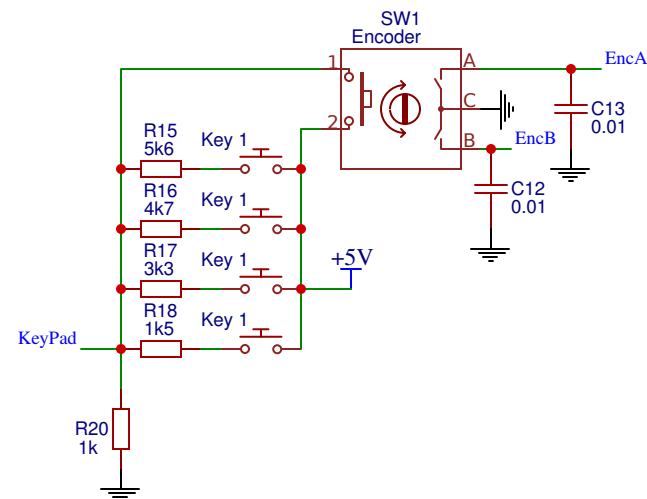 SW1
Encoder
1
A
EncA
C
C13
0.01
2
B
EncB
R15
5k6
Key 1
R16
4k7
Key 1
C12
0.01
R17
3k3
Key 1
+5V
R18
1k5
Key 1
KeyPad
R20
1k